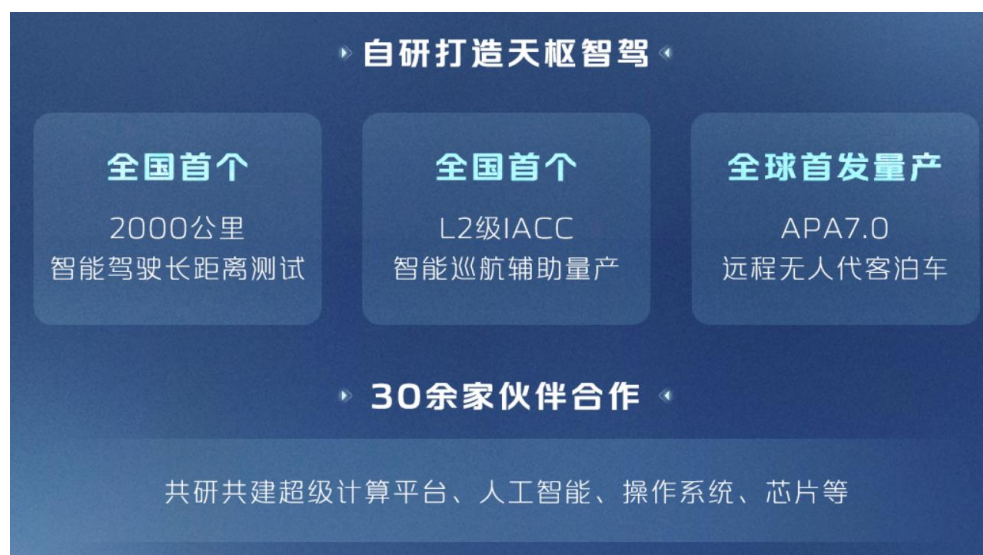 自研打造天枢智驾
全国首个
2000公里
智能驾驶长距离测试
全国首个
L2级IACC
智能巡航辅助量产
全球首发量产
APA7.0
远程无人代客泊车
30余家伙伴合作
共研共建超级计算平台、人工智能、操作系统、芯片等